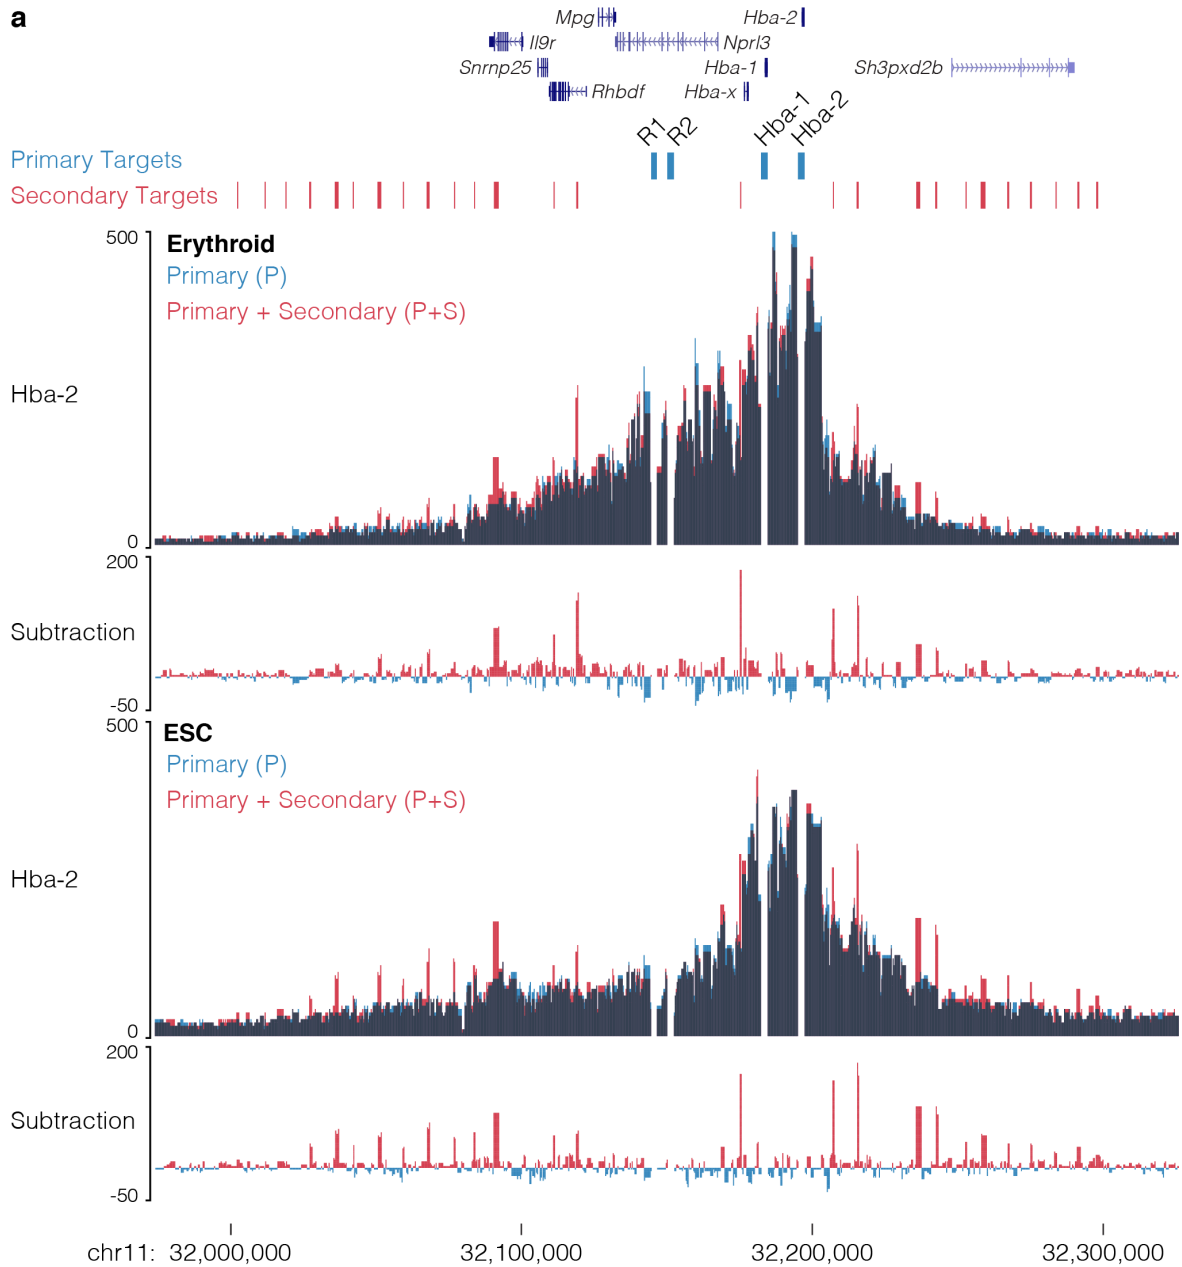 a
Mpg
Hba-2
Il9r
Nprl3
Snrnp25
Hba-1
Sh3pxd2b
Rhbdf
Hba-x
R1
R2
Hba-1
Hba-2
Primary Targets
Secondary Targets
500
Erythroid
Primary (P)
Primary + Secondary (P+S)
Hba-2
0
200
Subtraction
-50
500
ESC
Primary (P)
Primary + Secondary (P+S)
Hba-2
0
200
Subtraction
-50
chr11: 32,000,000 32,100,000 32,200,000 32,300,000